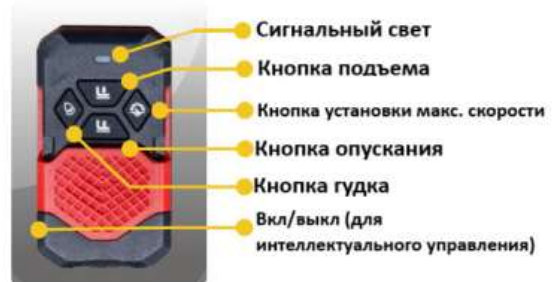 Сигнальный свет
Кнопка подъема
Кнопка установки макс. скорости
Кнопка опускания
Кнопка гудка
Вкл/выкл (для
интеллектуального управления)